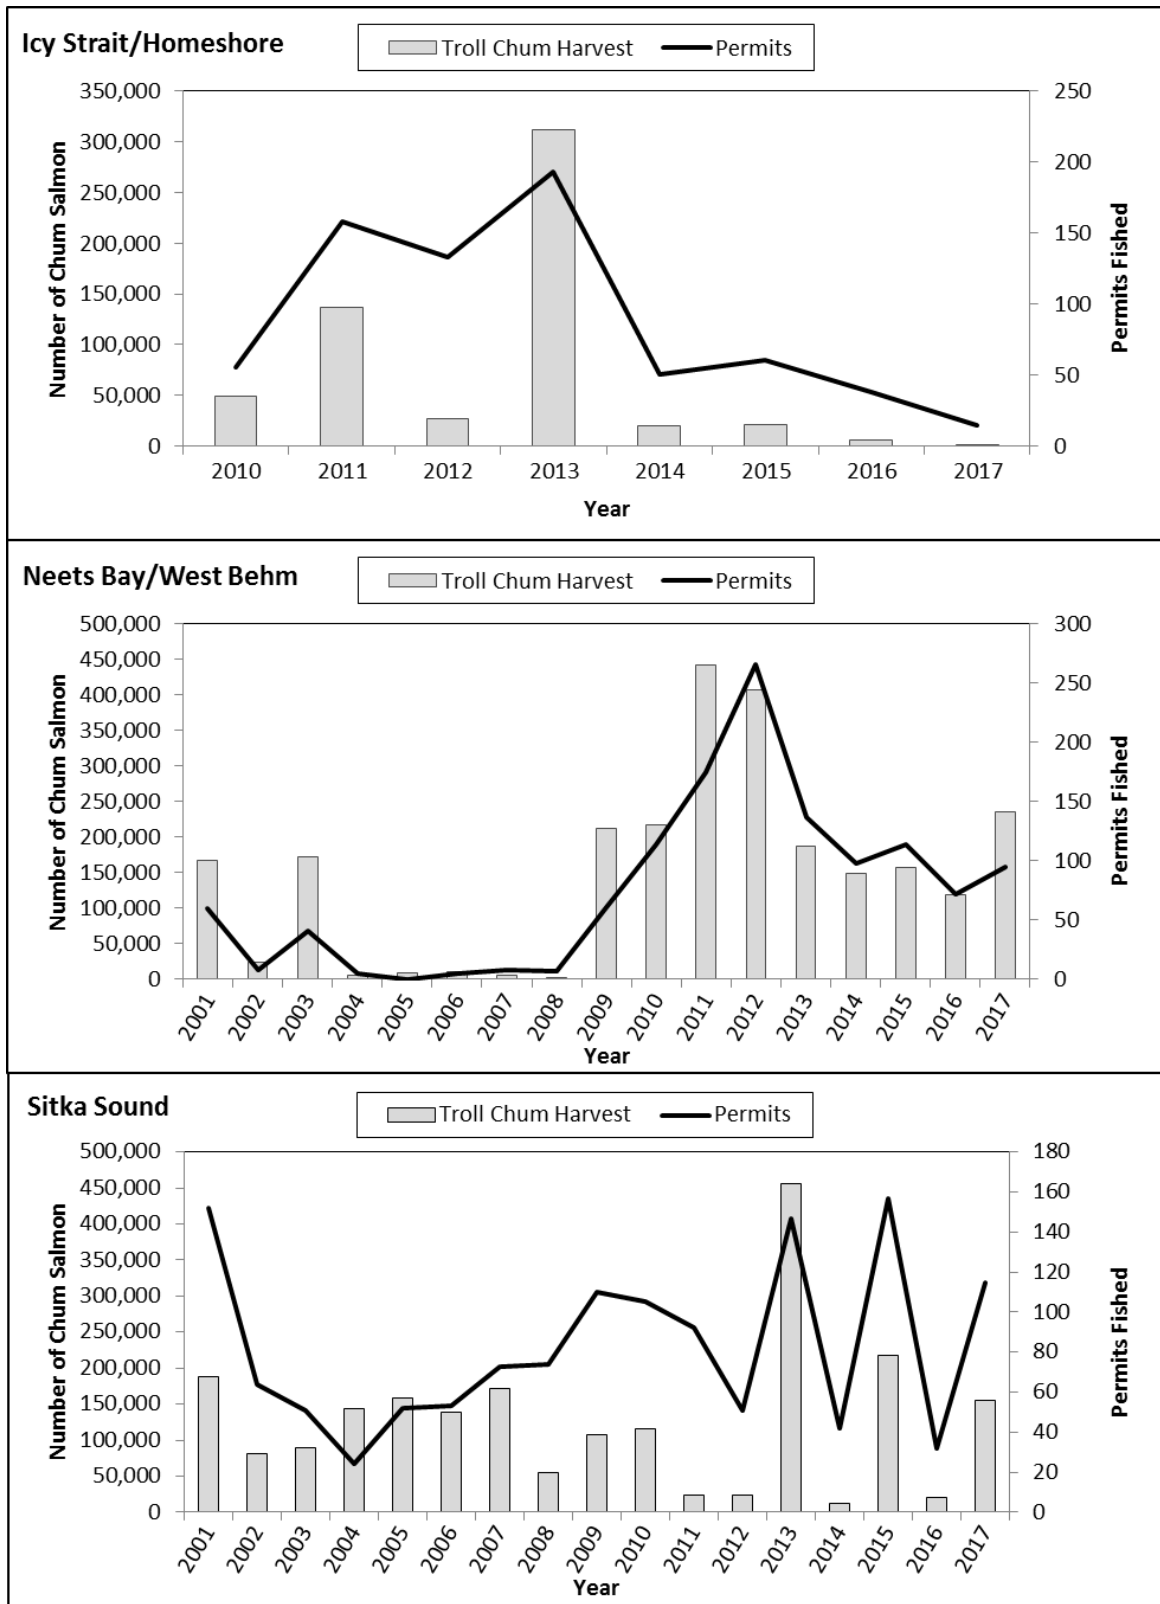 Icy Strait/Homeshore
Troll Chum Harvest Permits
350,000 250
300,000
200
250,000
200,000 150
150,000
100
100,000
50
50,000
0 0
Number of Chum Salmon
Permits Fished
2010 2011 2012 2013 2014 2015 2016 2017
Year
Neets Bay/West Behm
Troll Chum Harvest Permits
500,000 300
450,000
250
400,000
350,000
200
300,000
250,000 150
200,000
100
150,000
100,000
50
50,000
0 0
Number of Chum Salmon
Permits Fished
2001 2002 2003 2004 2005 2006 2007 2008 2009 2010 2011 2012 2013 2014 2015 2016 2017
Year
Sitka Sound
Troll Chum Harvest Permits
500,000 180
450,000 160
400,000 140
350,000
120
300,000
100
250,000
80
200,000
60
150,000
40
100,000
50,000 20
0 0
Number of Chum Salmon
Permits Fished
2001 2002 2003 2004 2005 2006 2007 2008 2009 2010 2011 2012 2013 2014 2015 2016 2017
Year